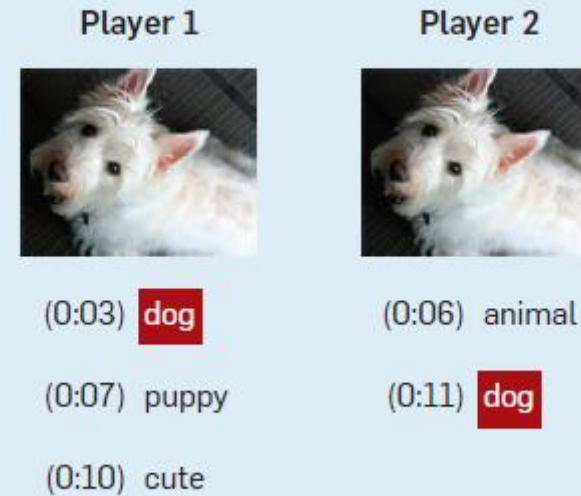 Player 1
Player 2
(0:03) dog
(0:06) animal
(0:07) puppy
(0:11) dog
(0:10) cute